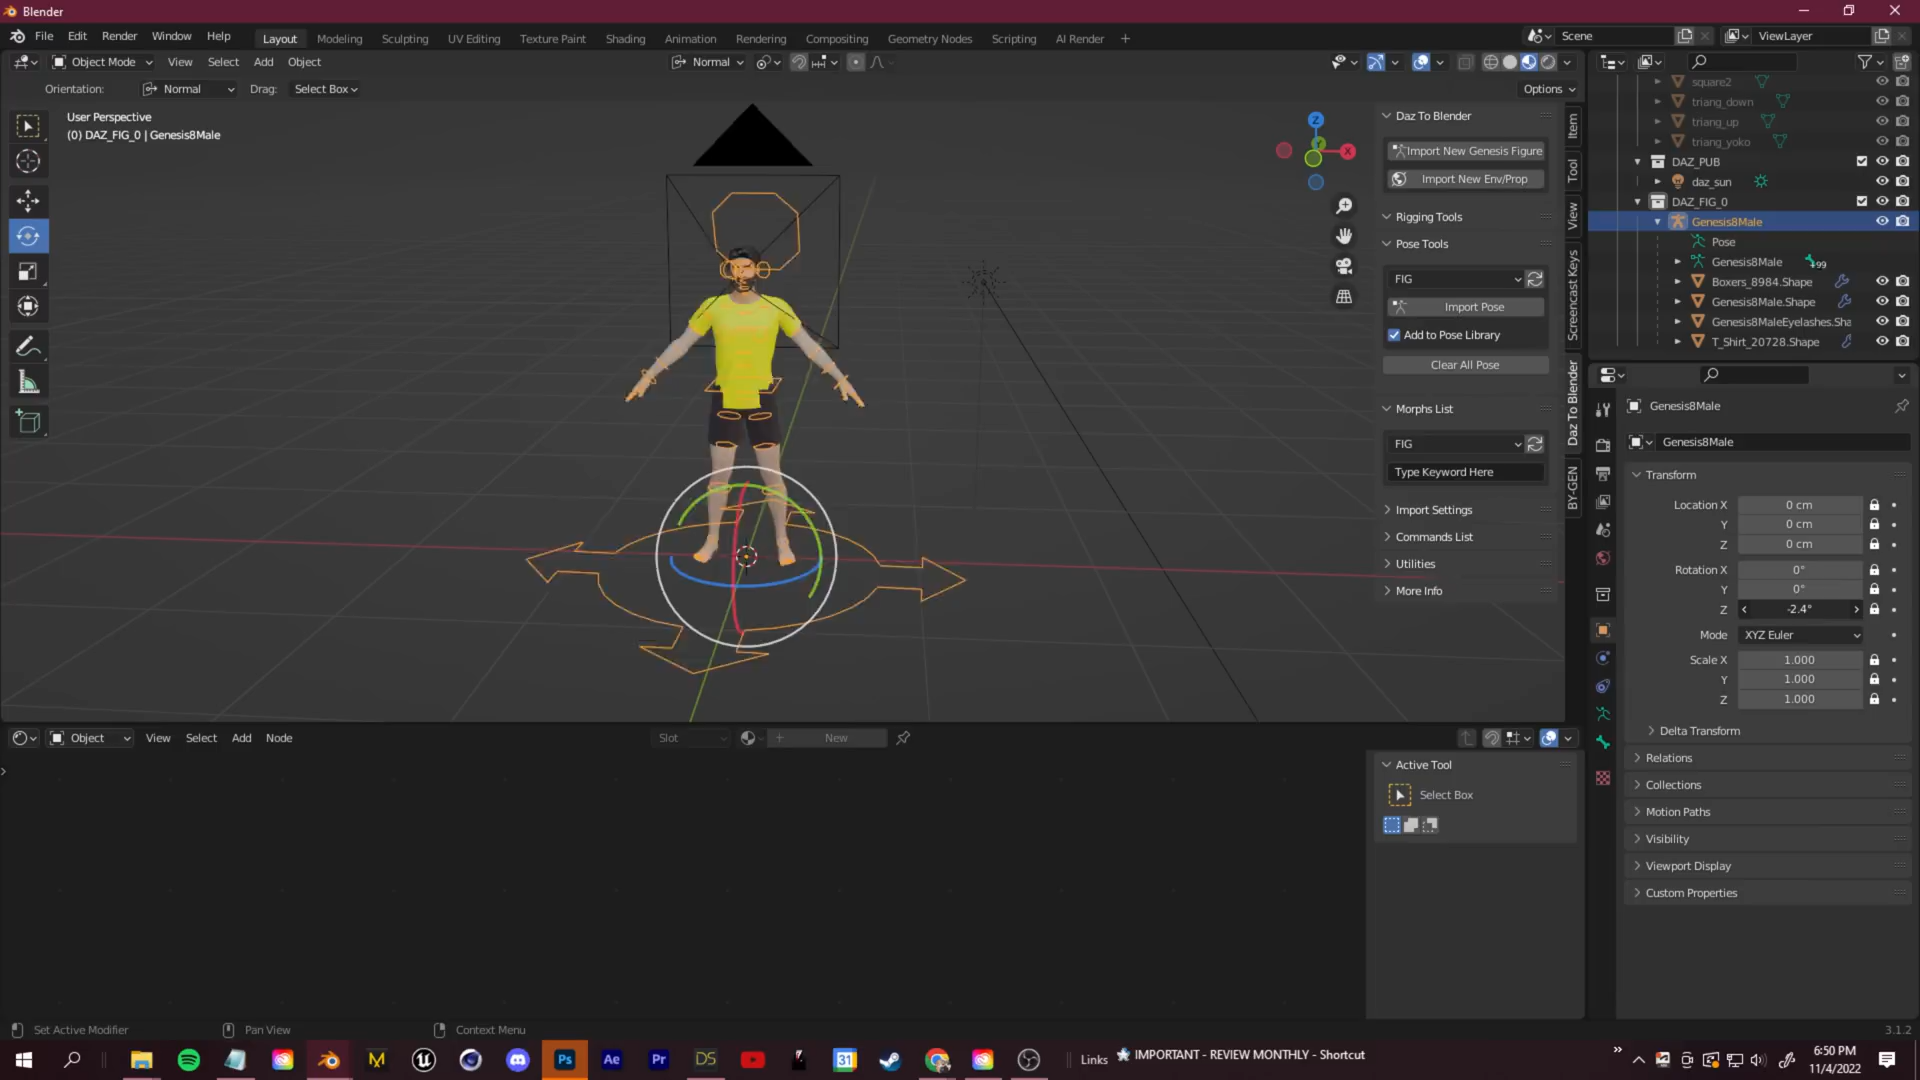 Blender
File Edit Render Window Help Layout Modeling Sculpting UV Editing Texture Paint Shading Animation Rendering Compositing Geometry Nodes Scripting AI Render + Scene ViewLayer
Object Mode View Select Add Object Normal
Orientation: Normal Drag: Select Box Options
User Perspective
(0) DAZ_FIG_0 | Genesis8Male
Z
Y
X
Daz To Blender
Import New Genesis Figure
Import New Env/Prop
Rigging Tools
Pose Tools
FIG
Import Pose
Add to Pose Library
Clear All Pose
Morphs List
FIG
Type Keyword Here
Import Settings
Commands List
Utilities
More Info
Item
Tool
View
Screencast Keys
Daz To Blender
BY-GEN
square2
triang_down
triang_up
triang_yoko
DAZ_PUB
daz_sun
DAZ_FIG_0
Genesis8Male
Pose
Genesis8Male 99
Boxers_8984.Shape
Genesis8Male.Shape
Genesis8MaleEyelashes.Sha
T_Shirt_20728.Shape
Genesis8Male
Genesis8Male
Transform
Location X 0 cm
Y 0 cm
Z 0 cm
Rotation X 0°
Y 0°
Z -2.4°
Mode XYZ Euler
Scale X 1.000
Y 1.000
Z 1.000
Delta Transform
Relations
Collections
Motion Paths
Visibility
Viewport Display
Custom Properties
Object View Select Add Node Slot New
Active Tool
Select Box
Set Active Modifier Pan View Context Menu 3.1.2
Ps Ae Pr DS 31 Links IMPORTANT - REVIEW MONTHLY - Shortcut
6:50 PM
11/4/2022